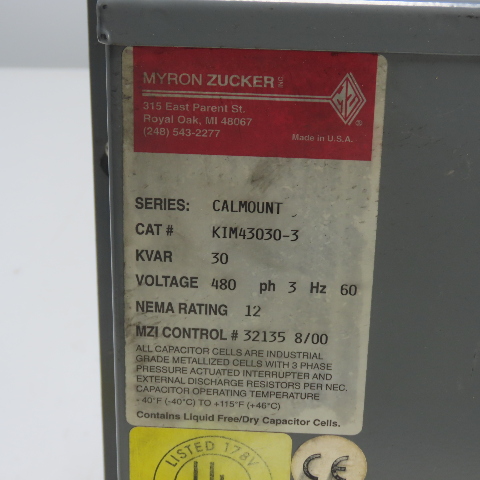 MYRON ZUCKER INC
315 East Parent St.
Royal Oak, MI 48067
(248) 543-2277
Made in U.S.A.
SERIES: CALMOUNT
CAT # KIM43030-3
KVAR 30
VOLTAGE 480 ph 3 Hz 60
NEMA RATING 12
MZI CONTROL # 32135 8/00
ALL CAPACITOR CELLS ARE INDUSTRIAL
GRADE METALLIZED CELLS WITH 3 PHASE
PRESSURE ACTUATED INTERRUPTER AND
EXTERNAL DISCHARGE RESISTORS PER NEC.
CAPACITOR OPERATING TEMPERATURE
- 40°F (-40°C) TO +115°F (+46°C)
Contains Liquid Free/Dry Capacitor Cells.
LISTED 178V
UL
CE